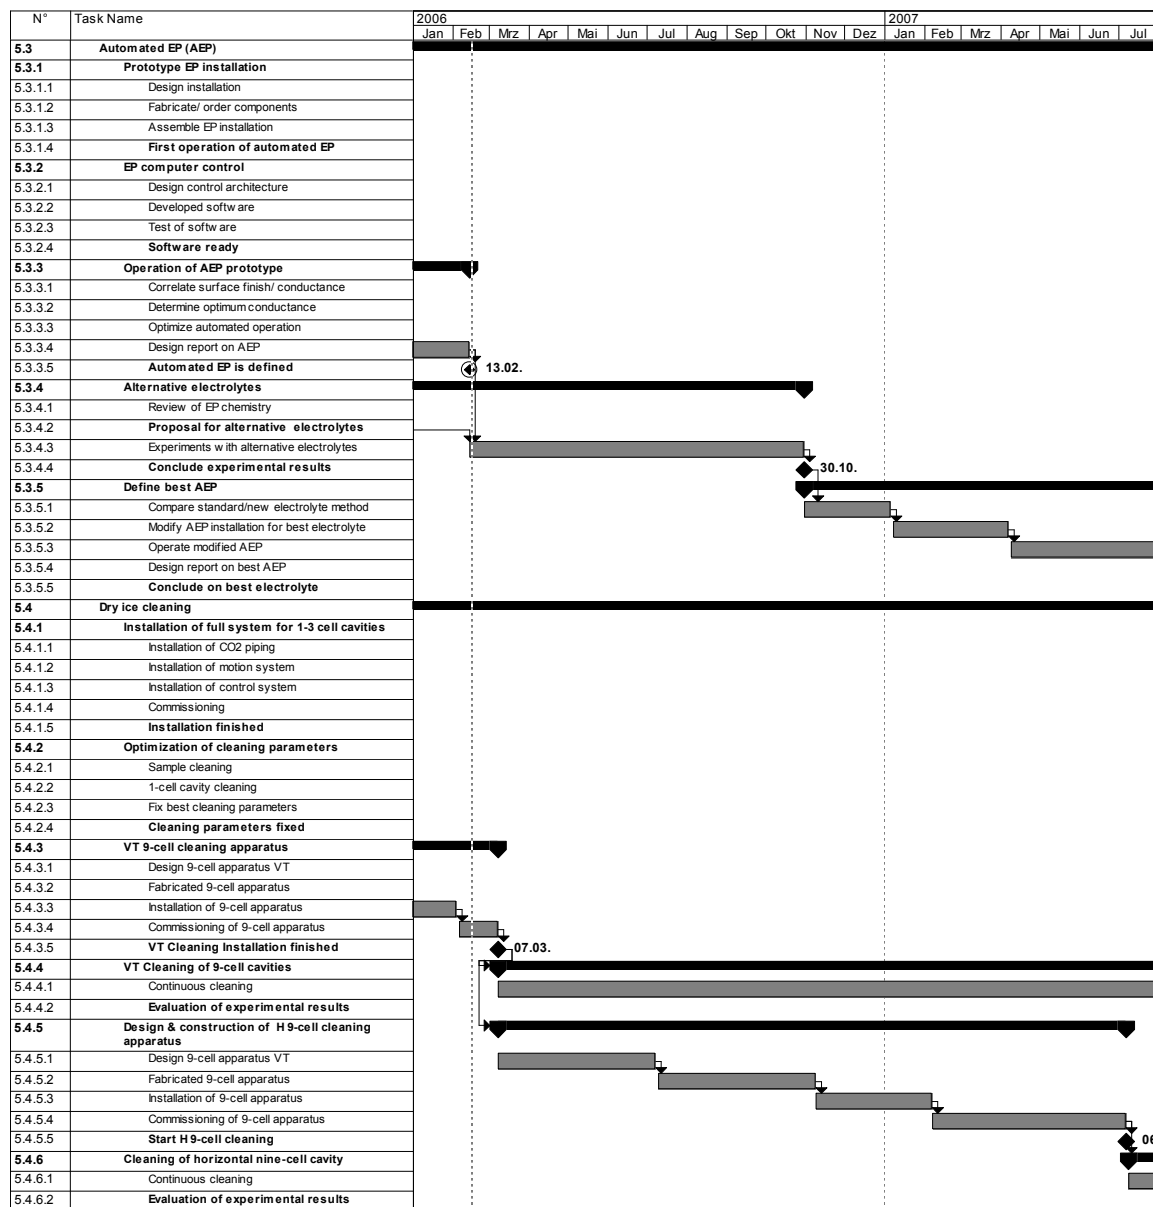 N° Task Name 2006 2007
Jan Feb Mrz Apr Mai Jun Jul Aug Sep Okt Nov Dez Jan Feb Mrz Apr Mai Jun Jul
5.3 Automated EP (AEP)
5.3.1 Prototype EP installation
5.3.1.1 Design installation
5.3.1.2 Fabricate/ order components
5.3.1.3 Assemble EP installation
5.3.1.4 First operation of automated EP
5.3.2 EP computer control
5.3.2.1 Design control architecture
5.3.2.2 Developed software
5.3.2.3 Test of software
5.3.2.4 Software ready
5.3.3 Operation of AEP prototype
5.3.3.1 Correlate surface finish/ conductance
5.3.3.2 Determine optimum conductance
5.3.3.3 Optimize automated operation
5.3.3.4 Design report on AEP
5.3.3.5 Automated EP is defined 13.02.
5.3.4 Alternative electrolytes
5.3.4.1 Review of EP chemistry
5.3.4.2 Proposal for alternative electrolytes
5.3.4.3 Experiments with alternative electrolytes
5.3.4.4 Conclude experimental results 30.10.
5.3.5 Define best AEP
5.3.5.1 Compare standard/new electrolyte method
5.3.5.2 Modify AEP installation for best electrolyte
5.3.5.3 Operate modified AEP
5.3.5.4 Design report on best AEP
5.3.5.5 Conclude on best electrolyte
5.4 Dry ice cleaning
5.4.1 Installation of full system for 1-3 cell cavities
5.4.1.1 Installation of CO2 piping
5.4.1.2 Installation of motion system
5.4.1.3 Installation of control system
5.4.1.4 Commissioning
5.4.1.5 Installation finished
5.4.2 Optimization of cleaning parameters
5.4.2.1 Sample cleaning
5.4.2.2 1-cell cavity cleaning
5.4.2.3 Fix best cleaning parameters
5.4.2.4 Cleaning parameters fixed
5.4.3 VT 9-cell cleaning apparatus
5.4.3.1 Design 9-cell apparatus VT
5.4.3.2 Fabricated 9-cell apparatus
5.4.3.3 Installation of 9-cell apparatus
5.4.3.4 Commissioning of 9-cell apparatus
5.4.3.5 VT Cleaning Installation finished 07.03.
5.4.4 VT Cleaning of 9-cell cavities
5.4.4.1 Continuous cleaning
5.4.4.2 Evaluation of experimental results
5.4.5 Design & construction of H 9-cell cleaning
apparatus
5.4.5.1 Design 9-cell apparatus VT
5.4.5.2 Fabricated 9-cell apparatus
5.4.5.3 Installation of 9-cell apparatus
5.4.5.4 Commissioning of 9-cell apparatus
5.4.5.5 Start H 9-cell cleaning 06
5.4.6 Cleaning of horizontal nine-cell cavity
5.4.6.1 Continuous cleaning
5.4.6.2 Evaluation of experimental results